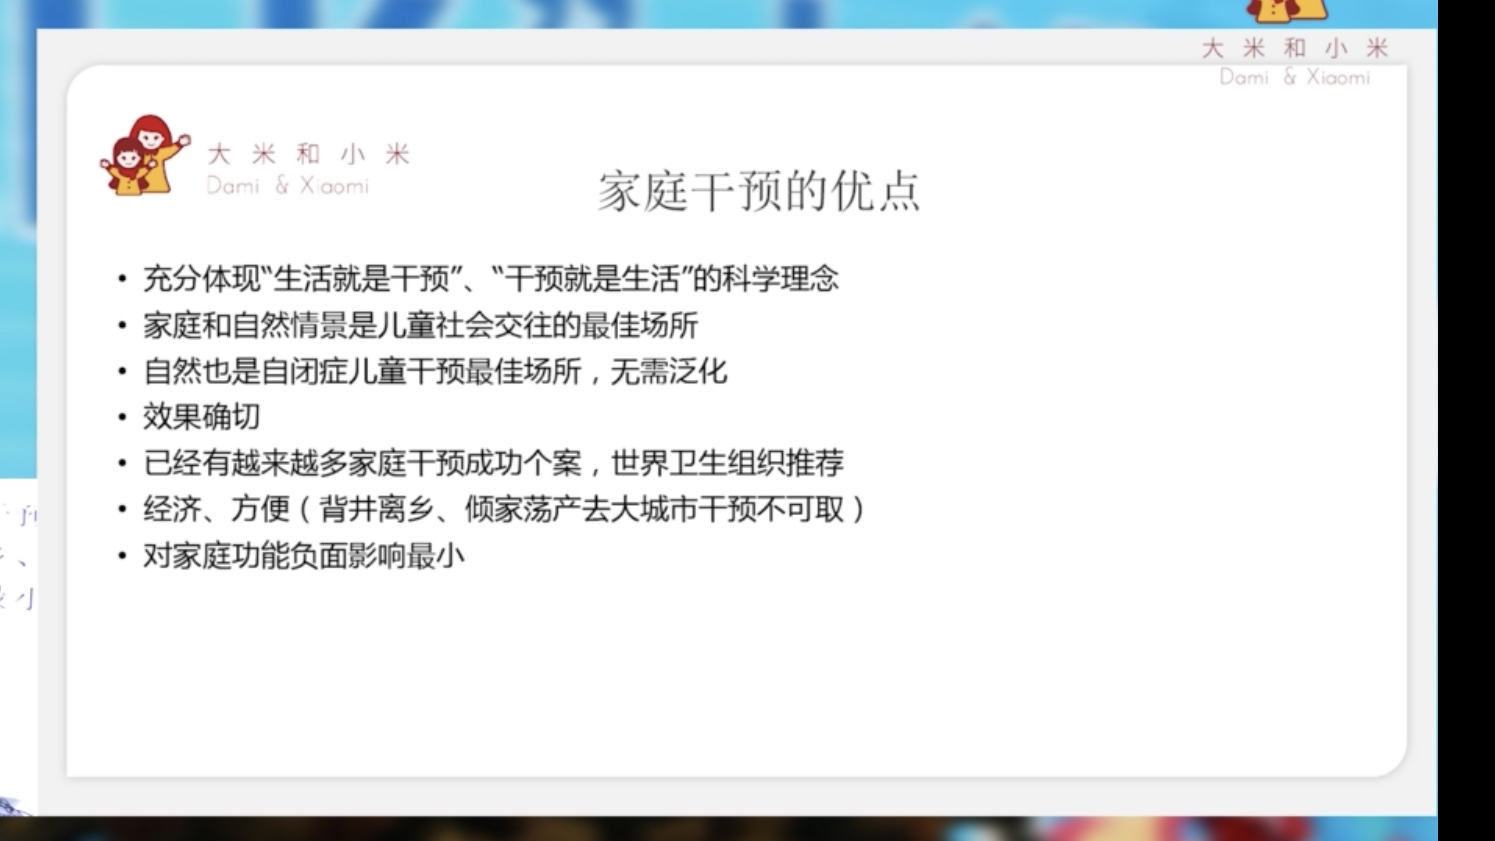 大米和小米
Dami & Xiaomi
大米和小米
Dami & Xiaomi
家庭干预的优点
• 充分体现“生活就是干预”、“干预就是生活”的科学理念
• 家庭和自然情景是儿童社会交往的最佳场所
• 自然也是自闭症儿童干预最佳场所，无需泛化
• 效果确切
• 已经有越来越多家庭干预成功个案，世界卫生组织推荐
• 经济、方便（背井离乡、倾家荡产去大城市干预不可取）
• 对家庭功能负面影响最小